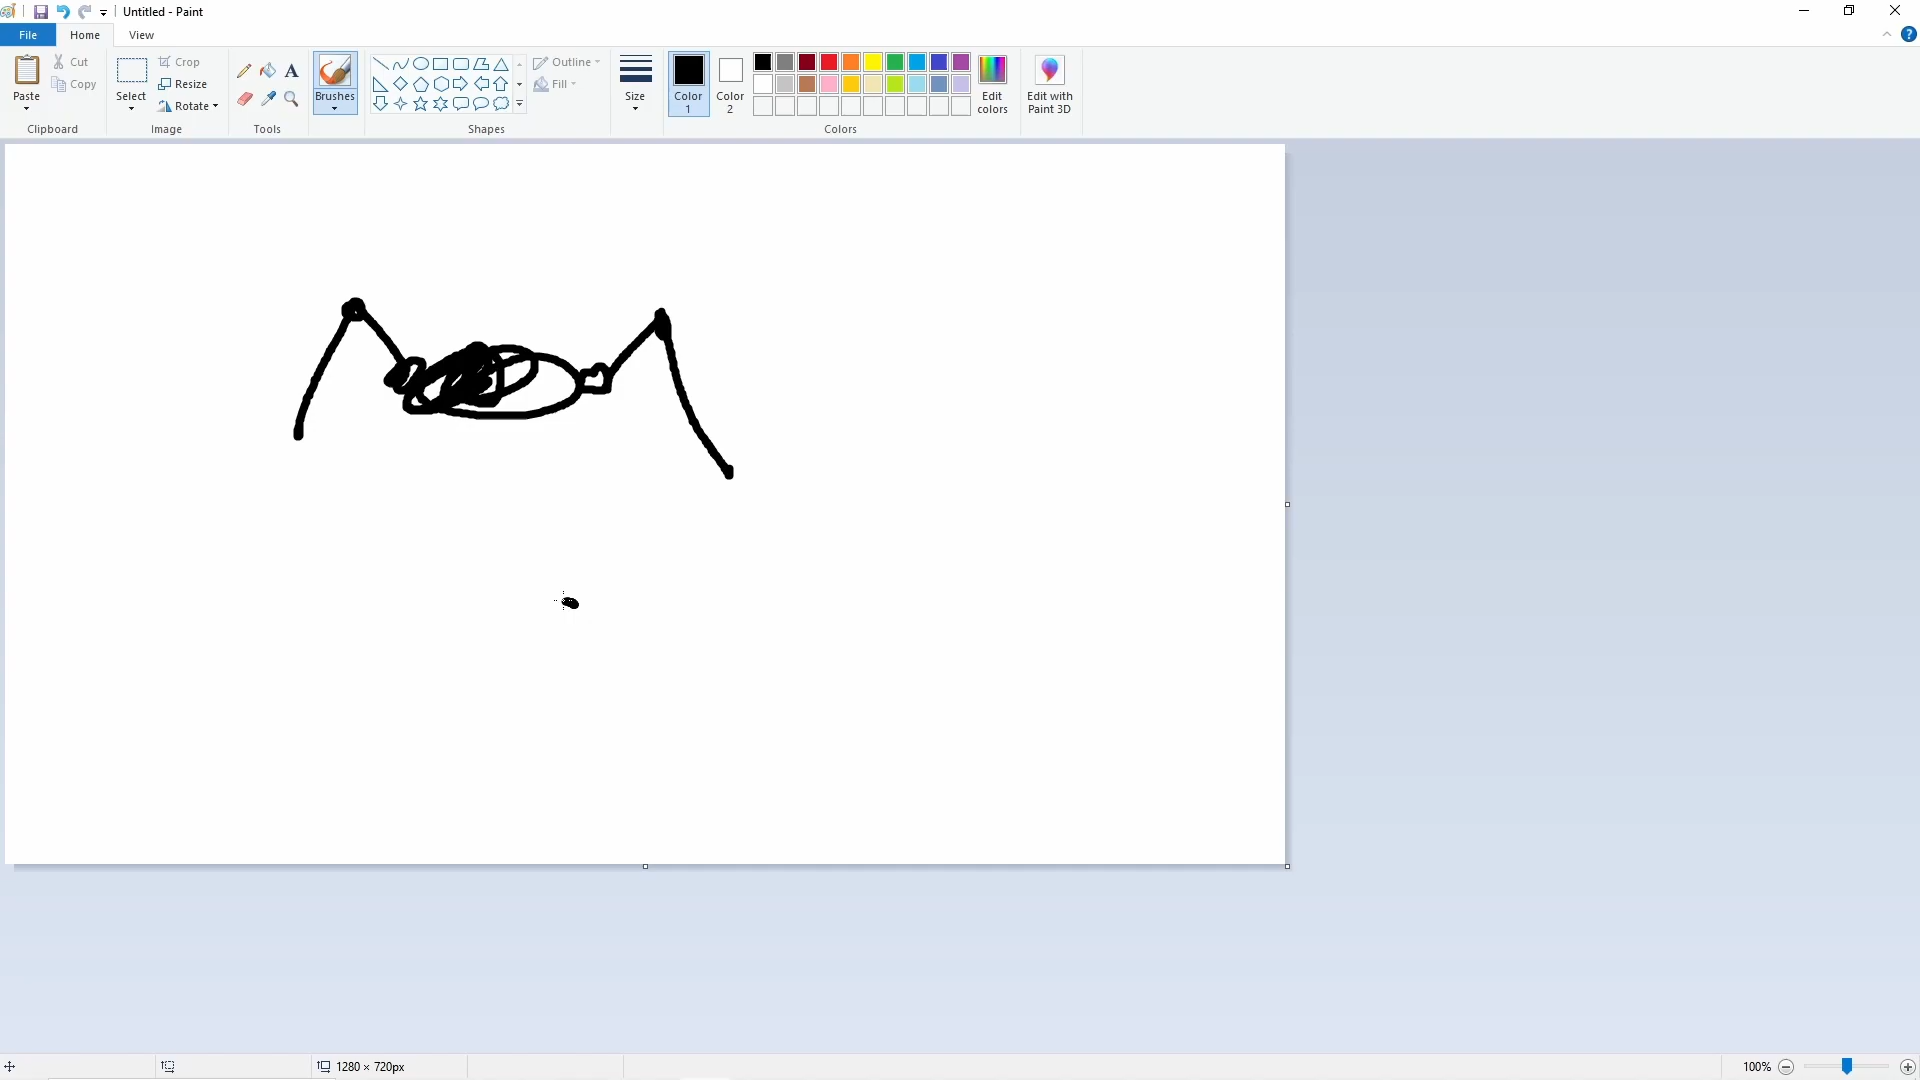 Untitled - Paint
File Home View
Paste Cut Copy
Clipboard
Select Crop Resize Rotate
Image
A
Tools
Brushes
Outline Fill
Shapes
Size
Color 1 Color 2
Edit colors
Colors
Edit with Paint 3D
?
1280 × 720px
100%